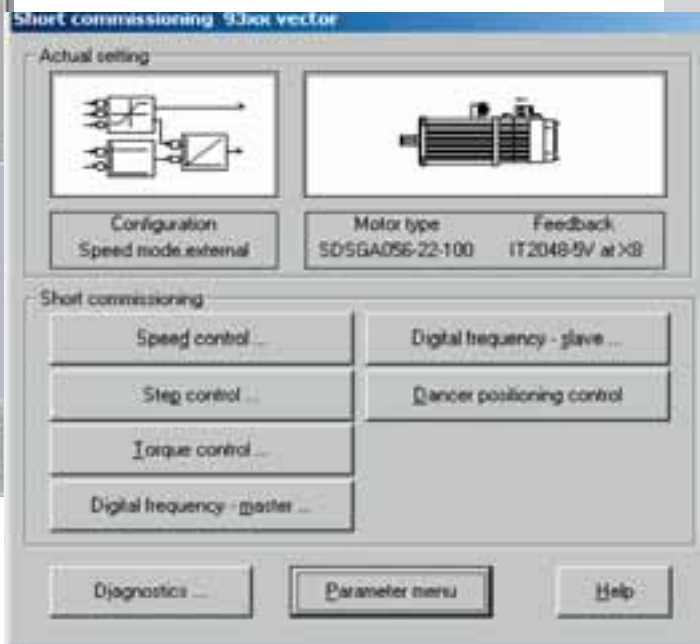 Short commissioning 93xx vector
Actual setting
Configuration
Speed mode.external
Motor type Feedback
SDSGA056-22-100 IT2048-5V at X8
Short commissioning
Speed control ...
Digital frequency - slave ...
Step control ...
Dancer positioning control
Torque control ...
Digital frequency - master ...
Diagnostics ...
Parameter menu
Help